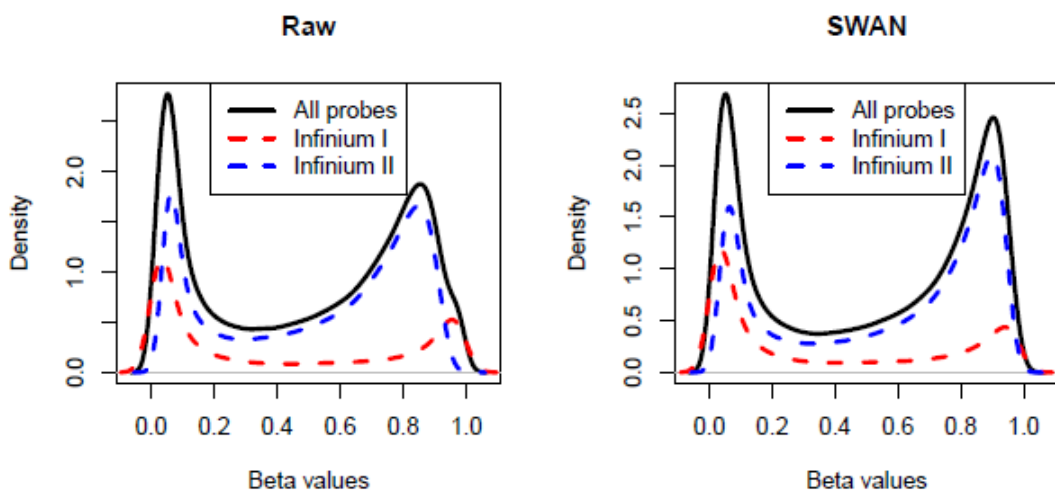 Raw
SWAN
All probes
Infinium I
Infinium II
All probes
Infinium I
Infinium II
Density
2.0
1.0
0.0
Density
2.5
2.0
1.5
1.0
0.5
0.0
0.0 0.2 0.4 0.6 0.8 1.0
0.0 0.2 0.4 0.6 0.8 1.0
Beta values
Beta values